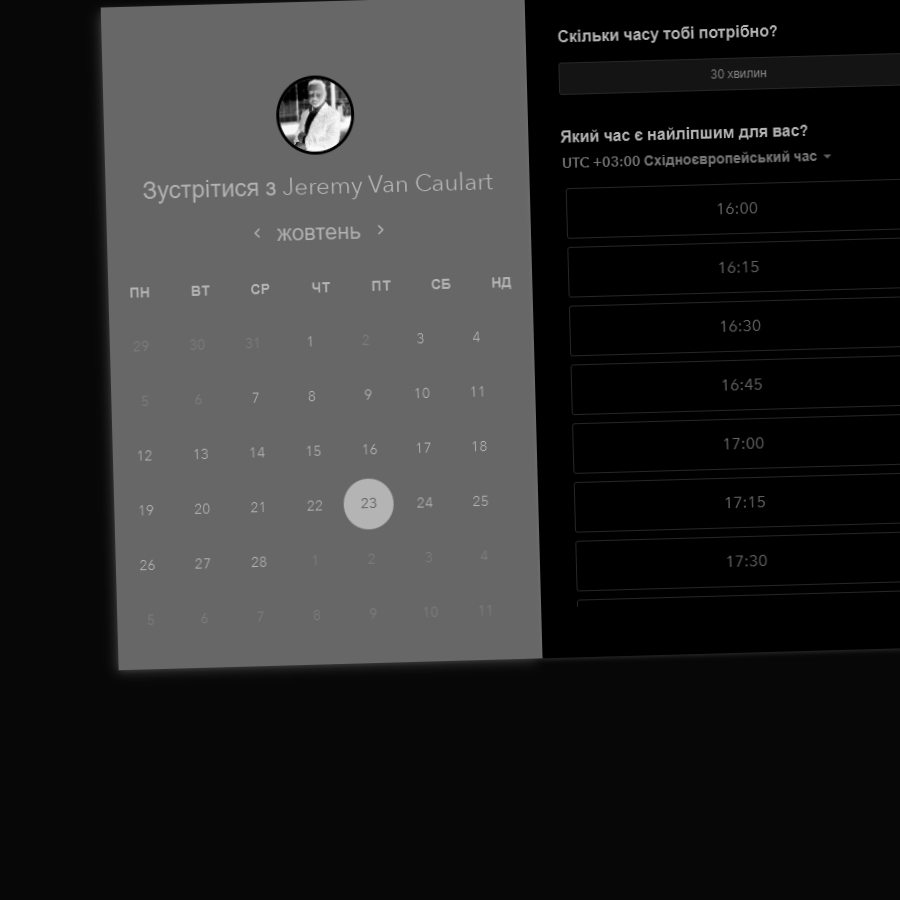 Зустрітися з Jeremy Van Caulart
‹ жовтень ›
ПН ВТ СР ЧТ ПТ СБ НД
29 30 31 1 2 3 4
5 6 7 8 9 10 11
12 13 14 15 16 17 18
19 20 21 22 23 24 25
26 27 28 1 2 3 4
5 6 7 8 9 10 11
Скільки часу тобі потрібно?
30 хвилин
Який час є найліпшим для вас?
UTC +03:00 Східноєвропейський час
16:00
16:15
16:30
16:45
17:00
17:15
17:30